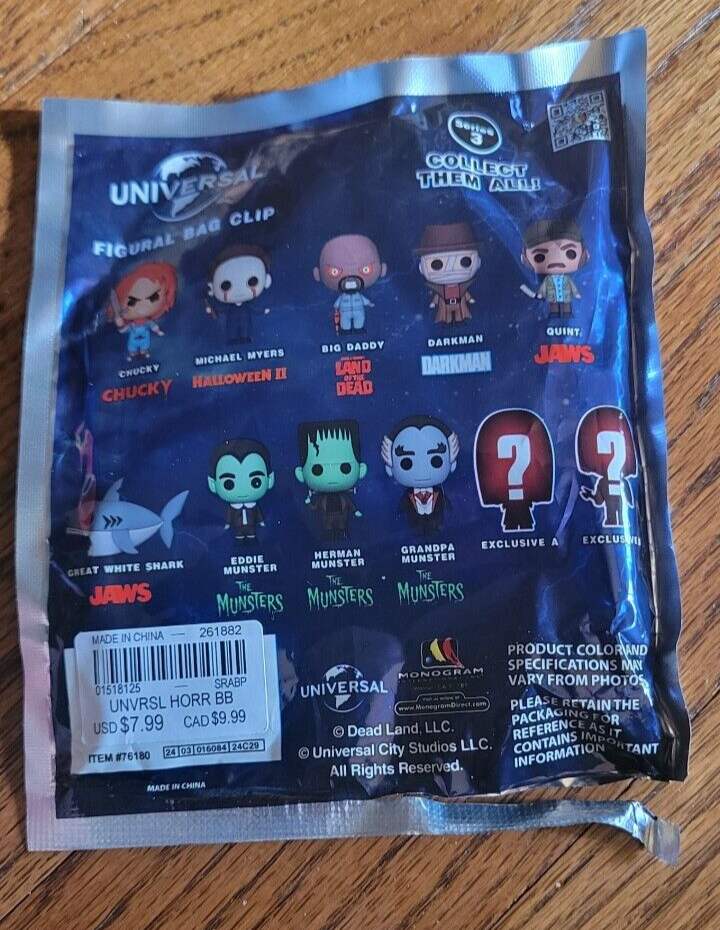 Series
3
COLLECT
THEM ALL!
UNIVERSAL
FIGURAL BAG CLIP
CHUCKY
CHUCKY
MICHAEL MYERS
HALLOWEEN II
BIG DADDY
LAND
OF THE
DEAD
DARKMAN
DARKMAN
QUINT
JAWS
GREAT WHITE SHARK
JAWS
EDDIE
MUNSTER
THE
MUNSTERS
HERMAN
MUNSTER
THE
MUNSTERS
GRANDPA
MUNSTER
THE
MUNSTERS
?
EXCLUSIVE A
?
MADE IN CHINA — 261882
01518125 — SRABP
UNVRSL HORR BB
USD $7.99 CAD $9.99
ITEM #76180
24 03 016084 24C29
MADE IN CHINA
UNIVERSAL
MONOGRAM
www.MonogramDirect.com
© Dead Land, LLC.
© Universal City Studios LLC.
All Rights Reserved.
PRODUCT COLOR AND
SPECIFICATIONS MAY
VARY FROM PHOTOS
PLEASE RETAIN THE
PACKAGING FOR
REFERENCE AS IT
CONTAINS IMPORTANT
INFORMATION